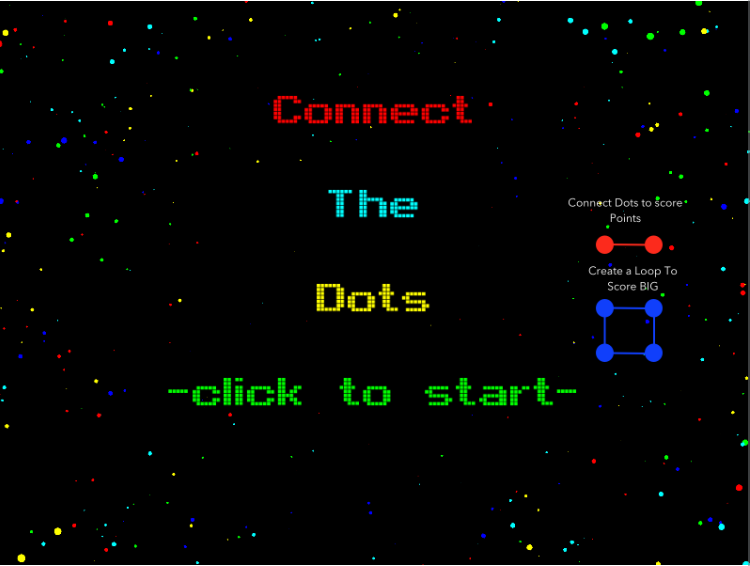 Connect
The
Dots
-click to start-
Connect Dots to score
Points
Create a Loop To
Score BIG